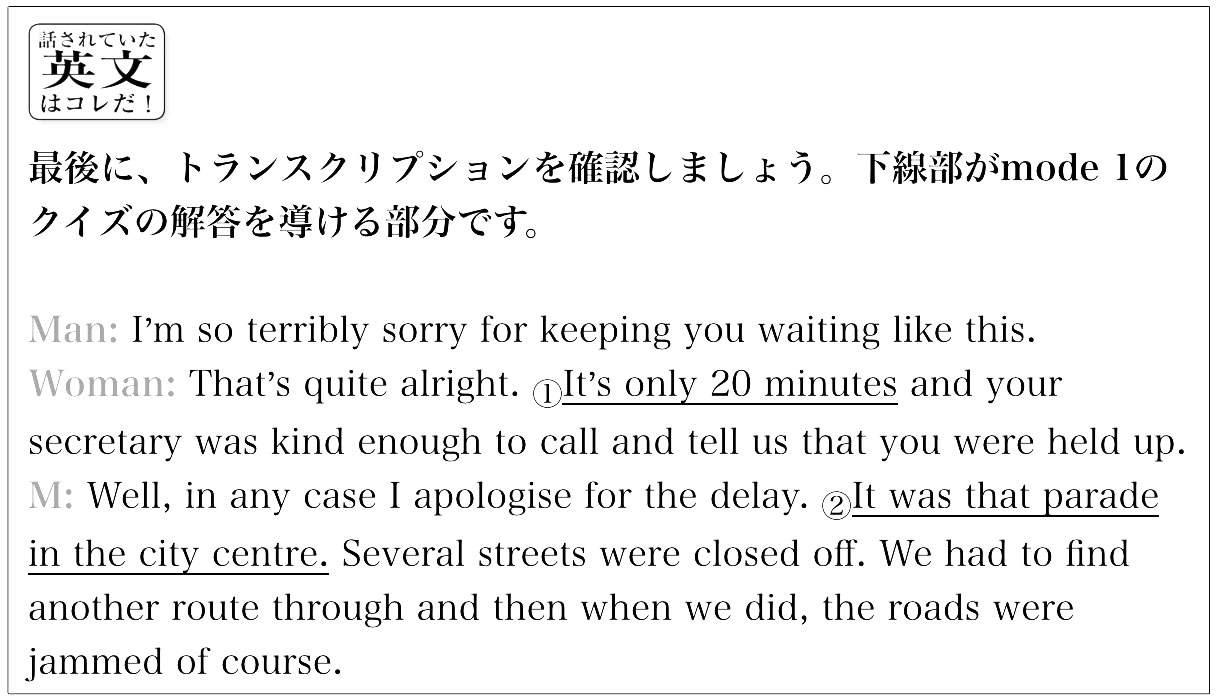 話されていた
英文
はコレだ！
最後に、トランスクリプションを確認しましょう。下線部がmode 1の
クイズの解答を導ける部分です。
Man: I’m so terribly sorry for keeping you waiting like this.
Woman: That’s quite alright. ①It’s only 20 minutes and your
secretary was kind enough to call and tell us that you were held up.
M: Well, in any case I apologise for the delay. ②It was that parade
in the city centre. Several streets were closed off. We had to find
another route through and then when we did, the roads were
jammed of course.